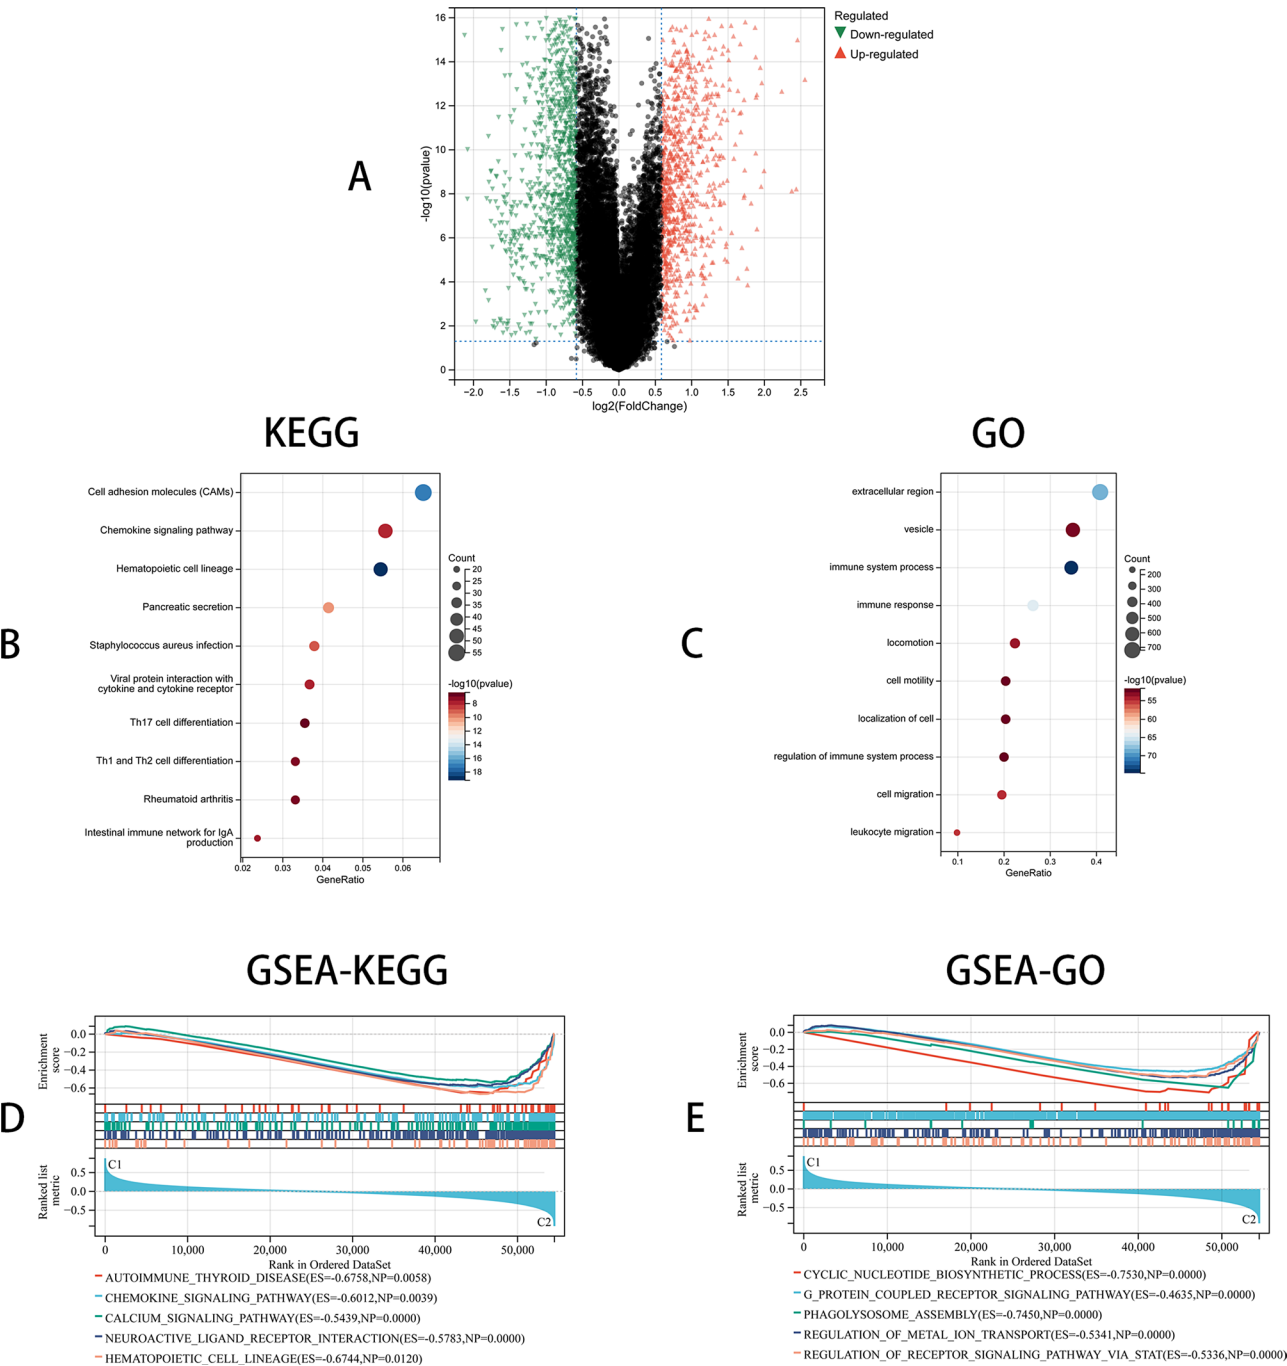 A
16
14
12
10
8
6
4
2
0
-log10(pvalue)
−2.0 −1.5 −1.0 −0.5 0.0 0.5 1.0 1.5 2.0 2.5
log2(FoldChange)
Regulated
Down-regulated
Up-regulated
KEGG
B
Cell adhesion molecules (CAMs)
Chemokine signaling pathway
Hematopoietic cell lineage
Pancreatic secretion
Staphylococcus aureus infection
Viral protein interaction with
cytokine and cytokine receptor
Th17 cell differentiation
Th1 and Th2 cell differentiation
Rheumatoid arthritis
Intestinal immune network for IgA
production
0.02 0.03 0.04 0.05 0.06
GeneRatio
Count
20
25
30
35
40
45
50
55
-log10(pvalue)
8
10
12
14
16
18
GO
C
extracellular region
vesicle
immune system process
immune response
locomotion
cell motility
localization of cell
regulation of immune system process
cell migration
leukocyte migration
0.1 0.2 0.3 0.4
GeneRatio
Count
200
300
400
500
600
700
-log10(pvalue)
55
60
65
70
GSEA-KEGG
D
Enrichment
score
0.0
−0.2
−0.4
−0.6
Ranked list
metric
0.5
0.0
−0.5
C1
C2
0 10,000 20,000 30,000 40,000 50,000
Rank in Ordered DataSet
AUTOIMMUNE_THYROID_DISEASE(ES=-0.6758,NP=0.0058)
CHEMOKINE_SIGNALING_PATHWAY(ES=-0.6012,NP=0.0039)
CALCIUM_SIGNALING_PATHWAY(ES=-0.5439,NP=0.0000)
NEUROACTIVE_LIGAND_RECEPTOR_INTERACTION(ES=-0.5783,NP=0.0000)
HEMATOPOIETIC_CELL_LINEAGE(ES=-0.6744,NP=0.0120)
GSEA-GO
E
Enrichment
score
0.0
−0.2
−0.4
−0.6
Ranked list
metric
0.5
0.0
−0.5
C1
C2
0 10,000 20,000 30,000 40,000 50,000
Rank in Ordered DataSet
CYCLIC_NUCLEOTIDE_BIOSYNTHETIC_PROCESS(ES=-0.7530,NP=0.0000)
G_PROTEIN_COUPLED_RECEPTOR_SIGNALING_PATHWAY(ES=-0.4635,NP=0.0000)
PHAGOLYSOSOME_ASSEMBLY(ES=-0.7450,NP=0.0000)
REGULATION_OF_METAL_ION_TRANSPORT(ES=-0.5341,NP=0.0000)
REGULATION_OF_RECEPTOR_SIGNALING_PATHWAY_VIA_STAT(ES=-0.5336,NP=0.0000)